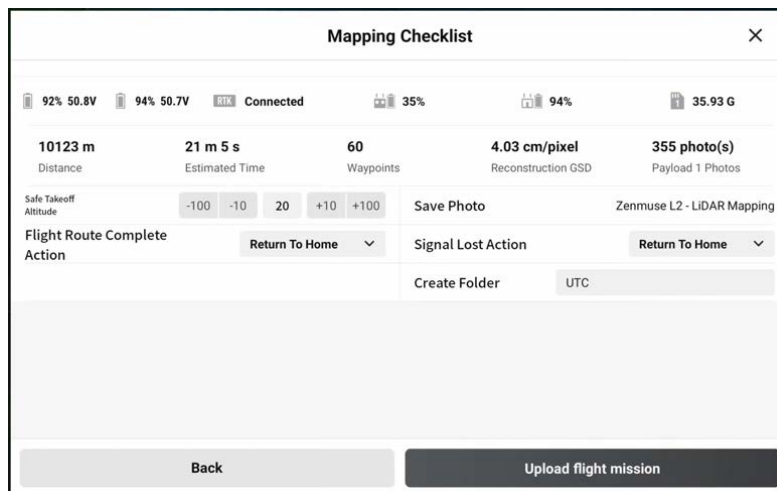 Mapping Checklist
92% 50.8V 94% 50.7V RTK Connected 35% 94% 1 35.93 G
10123 m 21 m 5 s 60 4.03 cm/pixel 355 photo(s)
Distance Estimated Time Waypoints Reconstruction GSD Payload 1 Photos
Safe Takeoff
Altitude
-100 -10 20 +10 +100
Save Photo Zenmuse L2 - LiDAR Mapping
Flight Route Complete
Action
Return To Home
Signal Lost Action Return To Home
Create Folder UTC
Back Upload flight mission